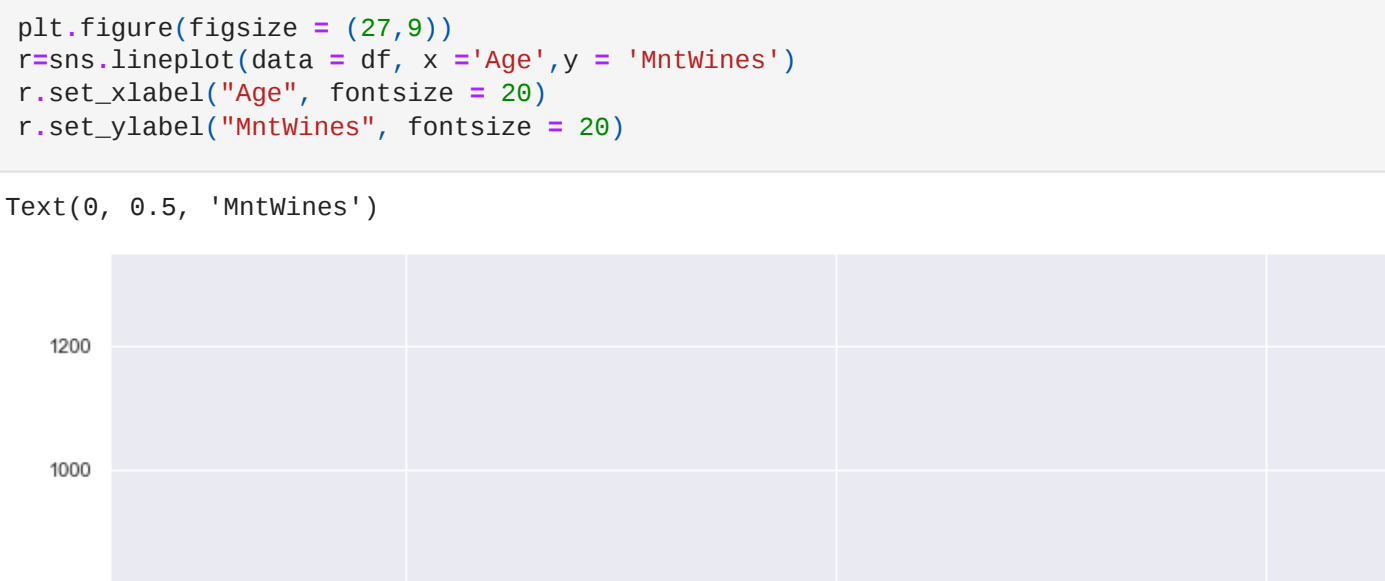 plt.figure(figsize = (27,9))
r=sns.lineplot(data = df, x ='Age',y = 'MntWines')
r.set_xlabel("Age", fontsize = 20)
r.set_ylabel("MntWines", fontsize = 20)
Text(0, 0.5, 'MntWines')
1200
1000